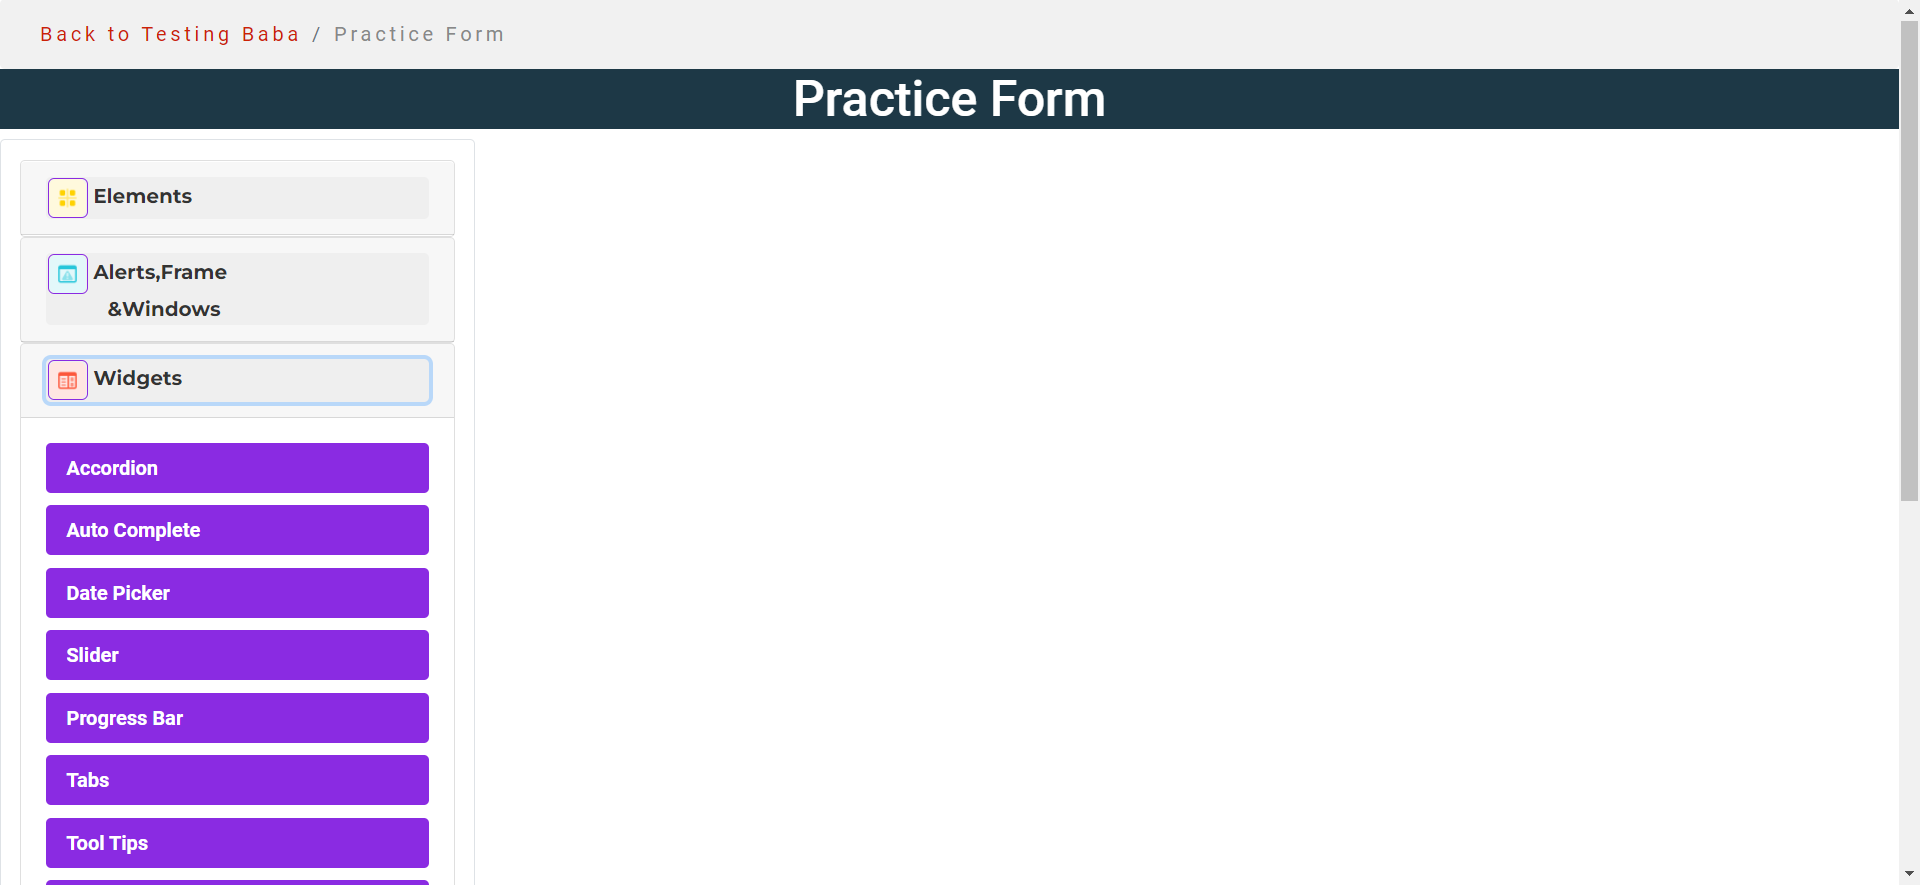 Back to Testing Baba / Practice Form
Practice Form
Elements
Alerts,Frame
&Windows
Widgets
Accordion
Auto Complete
Date Picker
Slider
Progress Bar
Tabs
Tool Tips